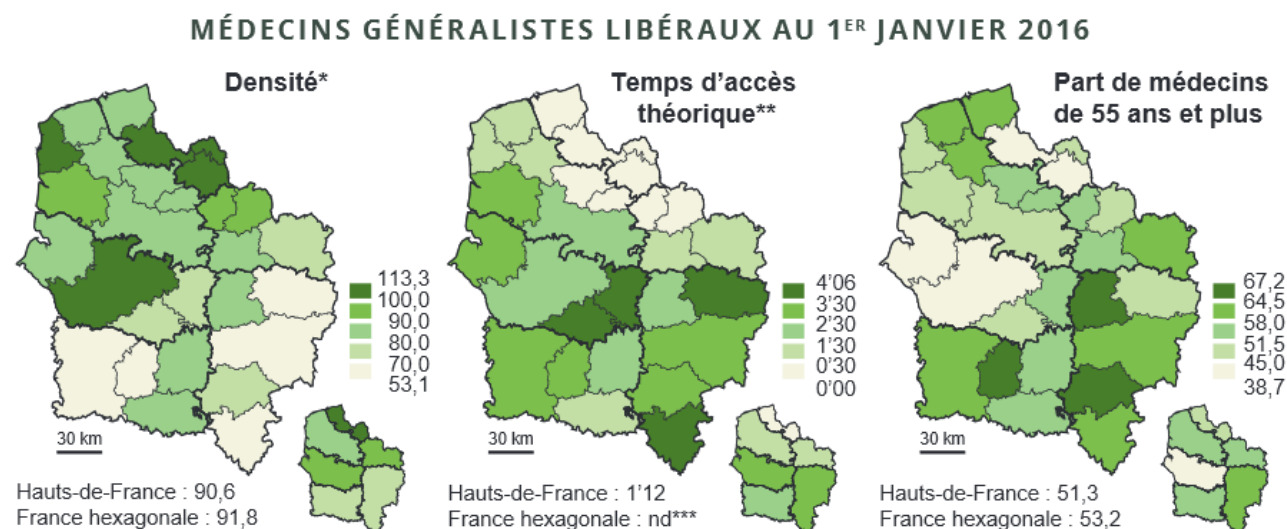 MÉDECINS GÉNÉRALISTES LIBÉRAUX AU 1ER JANVIER 2016
Densité*
113,3
100,0
90,0
80,0
70,0
53,1
30 km
Hauts-de-France : 90,6
France hexagonale : 91,8
Temps d'accès
théorique**
4'06
3'30
2'30
1'30
0'30
0'00
30 km
Hauts-de-France : 1'12
France hexagonale : nd***
Part de médecins
de 55 ans et plus
67,2
64,5
58,0
51,5
45,0
38,7
30 km
Hauts-de-France : 51,3
France hexagonale : 53,2